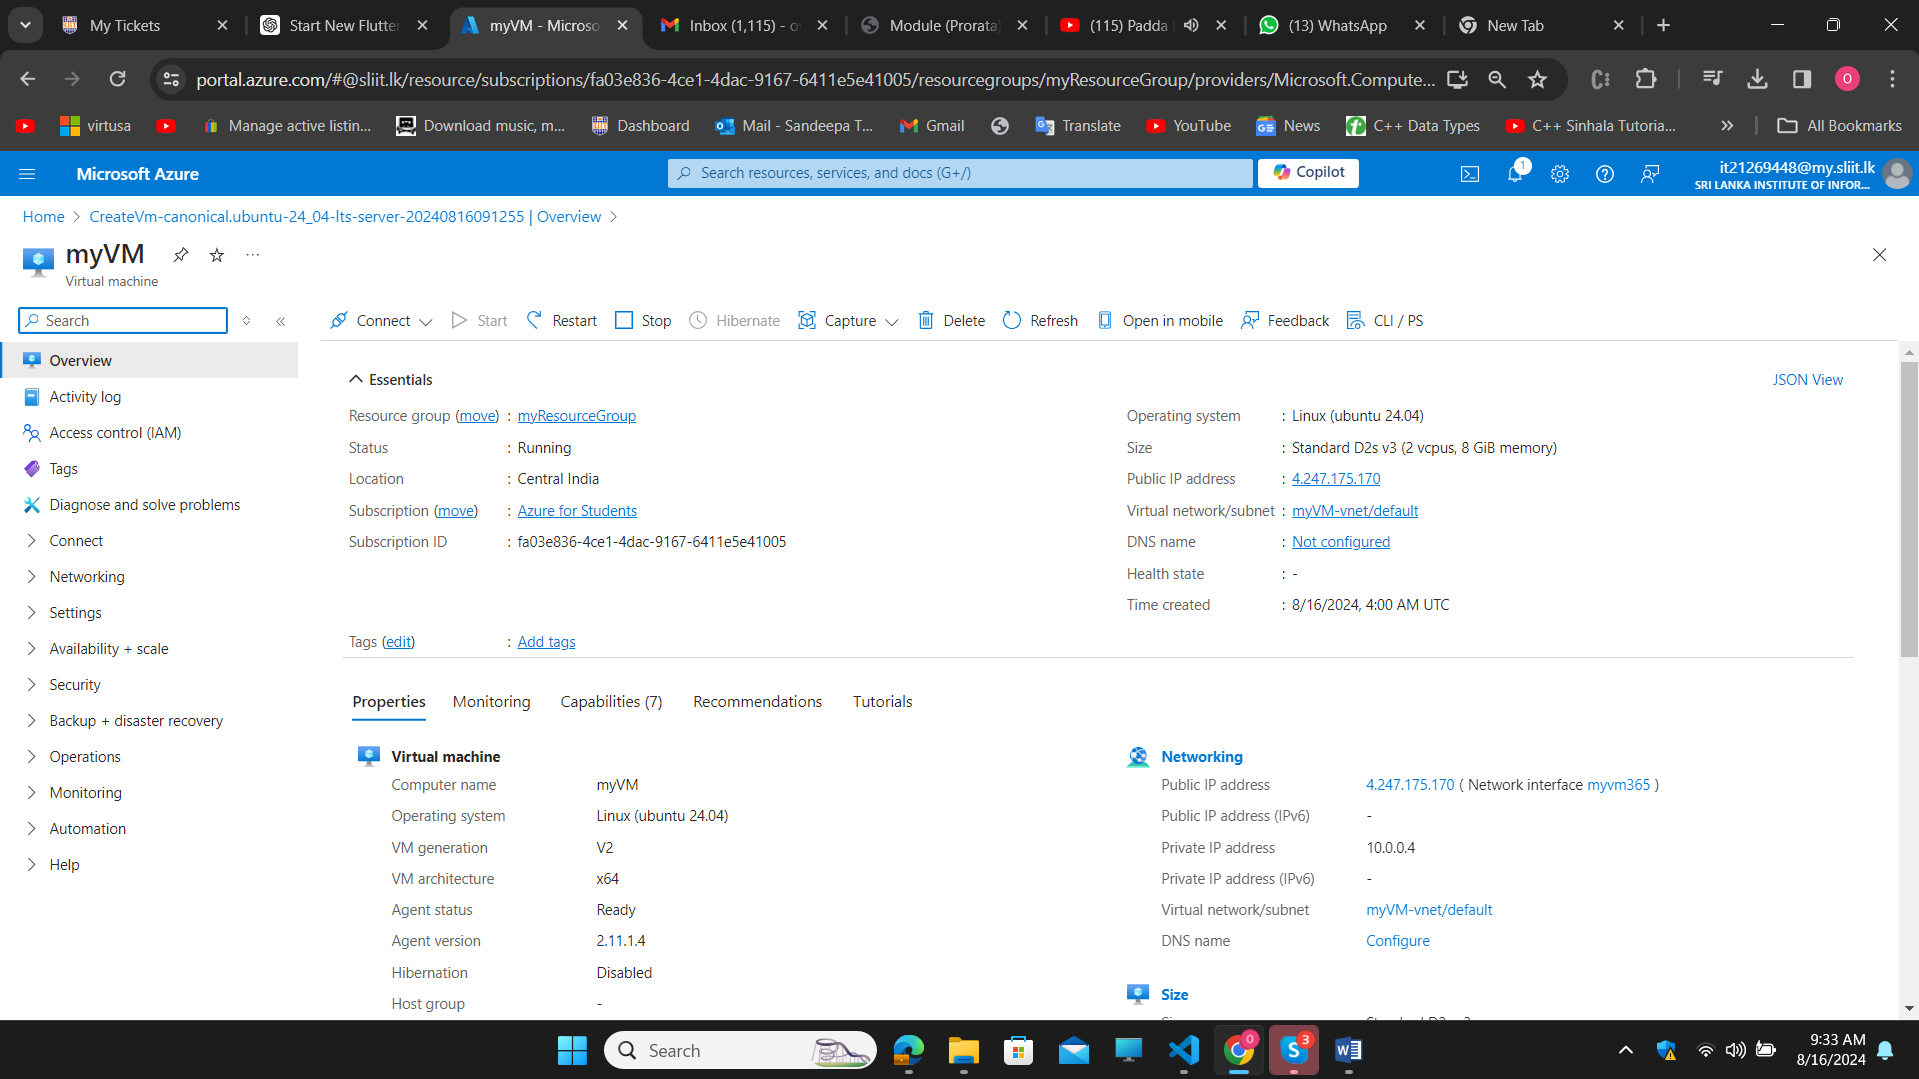 My Tickets
Start New Flutter
myVM - Microso
Inbox (1,115) - o
Module (Prorata)
(115) Padda
(13) WhatsApp
New Tab
portal.azure.com/#@sliit.lk/resource/subscriptions/fa03e836-4ce1-4dac-9167-6411e5e41005/resourcegroups/myResourceGroup/providers/Microsoft.Compute...
O
virtusa
Manage active listin...
Download music, m...
Dashboard
Mail - Sandeepa T...
Gmail
Translate
YouTube
News
C++ Data Types
C++ Sinhala Tutoria...
All Bookmarks
Microsoft Azure
Search resources, services, and docs (G+/)
Copilot
1
it21269448@my.sliit.lk
SRI LANKA INSTITUTE OF INFOR...
Home > CreateVm-canonical.ubuntu-24_04-lts-server-20240816091255 | Overview >
myVM
Virtual machine
Search
Connect
Start
Restart
Stop
Hibernate
Capture
Delete
Refresh
Open in mobile
Feedback
CLI / PS
Overview
Activity log
Access control (IAM)
Tags
Diagnose and solve problems
Connect
Networking
Settings
Availability + scale
Security
Backup + disaster recovery
Operations
Monitoring
Automation
Help
Essentials
JSON View
Resource group (move) : myResourceGroup
Status : Running
Location : Central India
Subscription (move) : Azure for Students
Subscription ID : fa03e836-4ce1-4dac-9167-6411e5e41005
Operating system : Linux (ubuntu 24.04)
Size : Standard D2s v3 (2 vcpus, 8 GiB memory)
Public IP address : 4.247.175.170
Virtual network/subnet : myVM-vnet/default
DNS name : Not configured
Health state : -
Time created : 8/16/2024, 4:00 AM UTC
Tags (edit) : Add tags
Properties
Monitoring
Capabilities (7)
Recommendations
Tutorials
Virtual machine
Computer name myVM
Operating system Linux (ubuntu 24.04)
VM generation V2
VM architecture x64
Agent status Ready
Agent version 2.11.1.4
Hibernation Disabled
Host group -
Networking
Public IP address 4.247.175.170 ( Network interface myvm365 )
Public IP address (IPv6) -
Private IP address 10.0.0.4
Private IP address (IPv6) -
Virtual network/subnet myVM-vnet/default
DNS name Configure
Size
Search
0
3
9:33 AM
8/16/2024